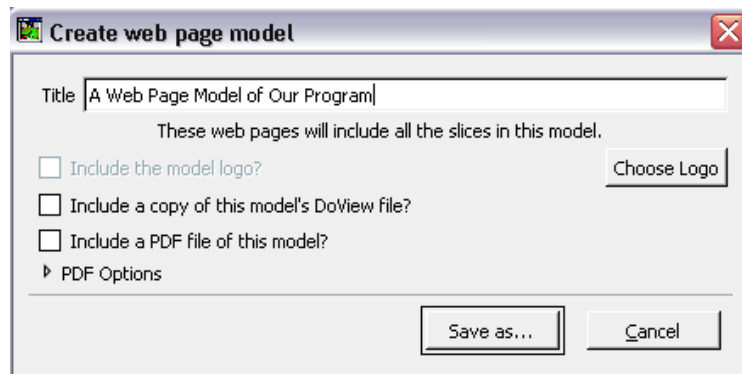 Create web page model
Title A Web Page Model of Our Program
These web pages will include all the slices in this model.
Include the model logo? Choose Logo
Include a copy of this model's DoView file?
Include a PDF file of this model?
PDF Options
Save as... Cancel